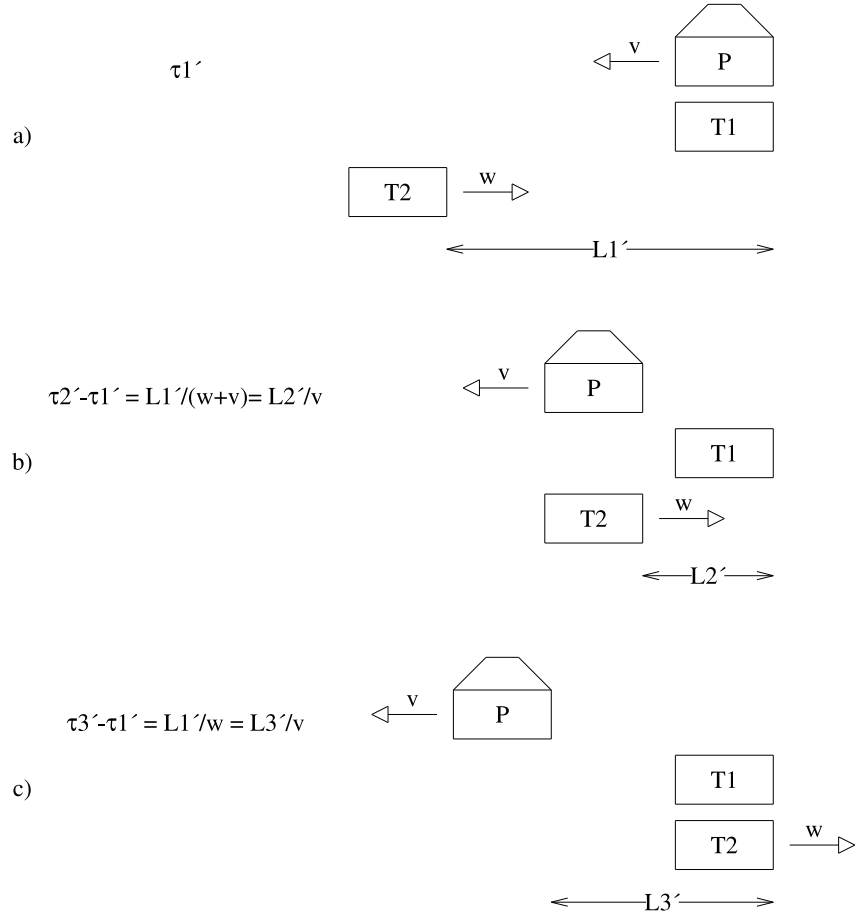 P
v
τ1´
T1
a)
T2
w
L1´
v
P
τ2´-τ1´ = L1´/(w+v)= L2´/v
T1
b)
T2
w
L2´
v
P
τ3´-τ1´ = L1´/w = L3´/v
T1
c)
T2
w
L3´